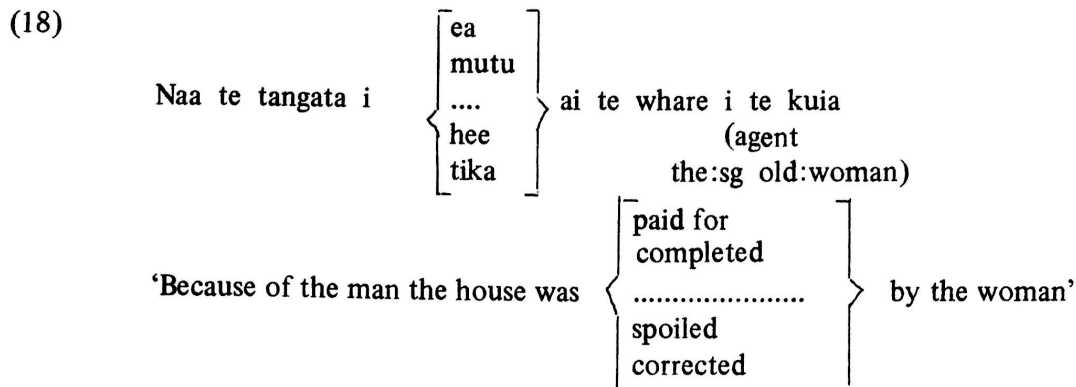 (18)
ea
mutu
....
Naa te tangata i hee ai te whare i te kuia
tika
(agent
the:sg old:woman)
paid for
completed
'Because of the man the house was ....................... by the woman'
spoiled
corrected